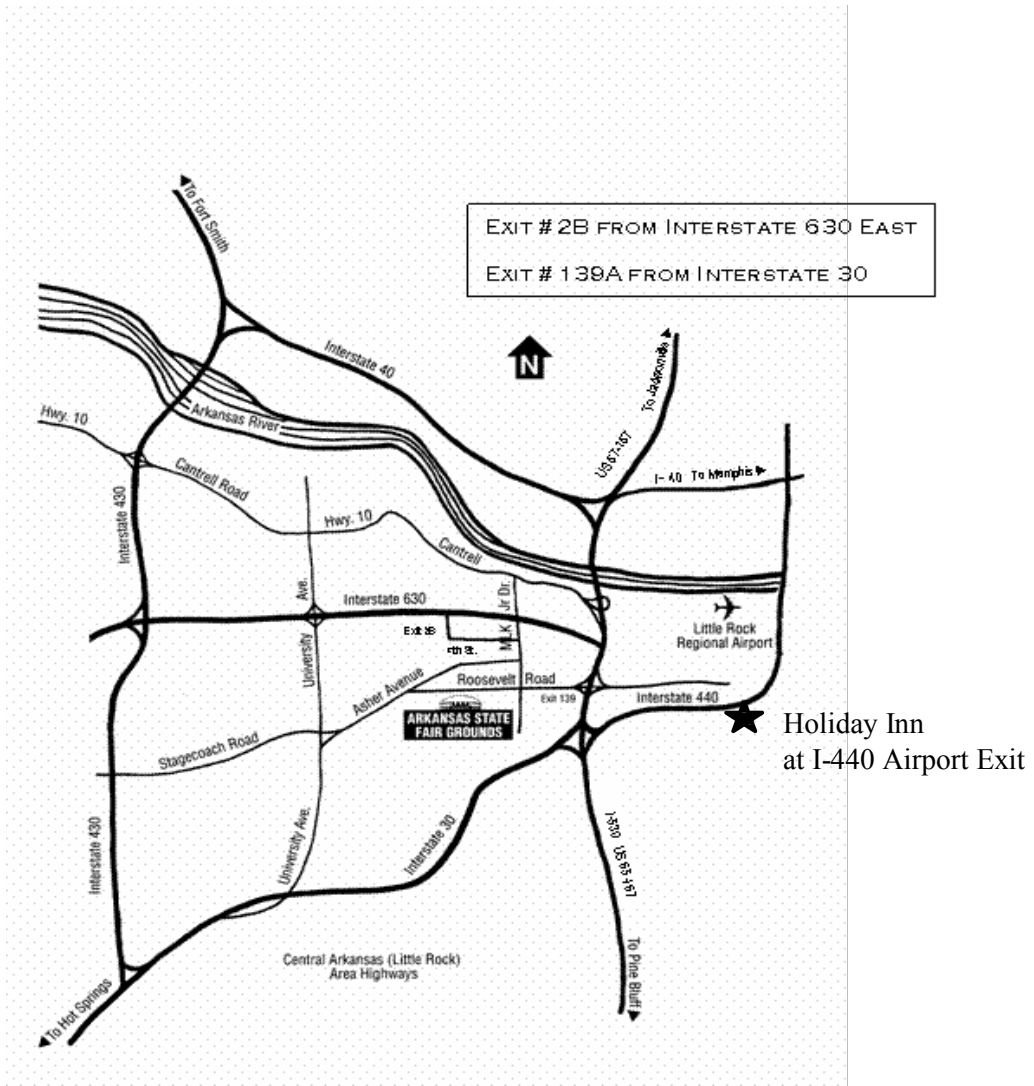 To Fort Smith
EXIT # 2B FROM INTERSTATE 630 EAST
EXIT # 139A FROM INTERSTATE 30
N
Interstate 40
To Jacksonville
US 67-167
I-40 To Memphis
Hwy. 10
Arkansas River
Cantrell Road
Interstate 430
Hwy. 10
Cantrell
Ave.
University
Interstate 630
Exit 2B
MLK Jr Dr.
Little Rock
Regional Airport
Asher Avenue
Roosevelt Road
Exit 139
Interstate 440
ARKANSAS STATE
FAIR GROUNDS
Holiday Inn
at I-440 Airport Exit
Stagecoach Road
Interstate 430
University Ave.
Interstate 30
I-530 US 65-167
Central Arkansas (Little Rock)
Area Highways
To Pine Bluff
To Hot Springs